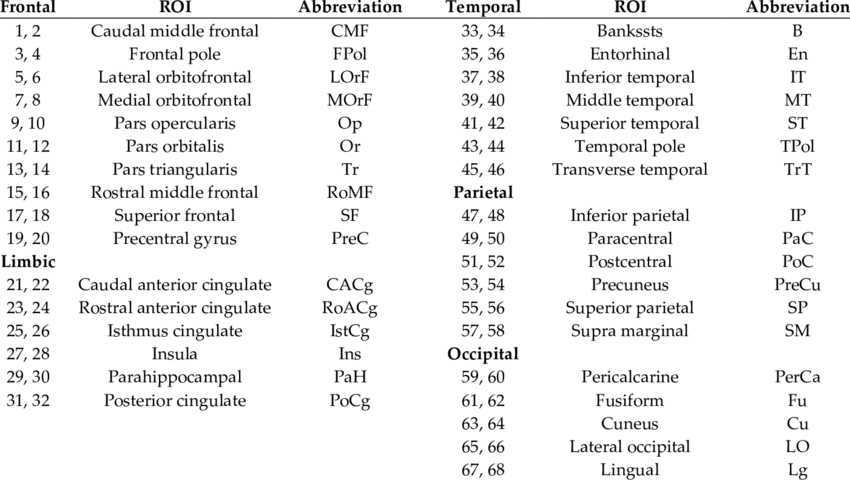 Frontal ROI Abbreviation Temporal ROI Abbreviation
1, 2 Caudal middle frontal CMF 33, 34 Bankssts B
3, 4 Frontal pole FPol 35, 36 Entorhinal En
5, 6 Lateral orbitofrontal LOrF 37, 38 Inferior temporal IT
7, 8 Medial orbitofrontal MOrF 39, 40 Middle temporal MT
9, 10 Pars opercularis Op 41, 42 Superior temporal ST
11, 12 Pars orbitalis Or 43, 44 Temporal pole TPol
13, 14 Pars triangularis Tr 45, 46 Transverse temporal TrT
15, 16 Rostral middle frontal RoMF Parietal
17, 18 Superior frontal SF 47, 48 Inferior parietal IP
19, 20 Precentral gyrus PreC 49, 50 Paracentral PaC
Limbic 51, 52 Postcentral PoC
21, 22 Caudal anterior cingulate CACg 53, 54 Precuneus PreCu
23, 24 Rostral anterior cingulate RoACg 55, 56 Superior parietal SP
25, 26 Isthmus cingulate IstCg 57, 58 Supra marginal SM
27, 28 Insula Ins Occipital
29, 30 Parahippocampal PaH 59, 60 Pericalcarine PerCa
31, 32 Posterior cingulate PoCg 61, 62 Fusiform Fu
63, 64 Cuneus Cu
65, 66 Lateral occipital LO
67, 68 Lingual Lg